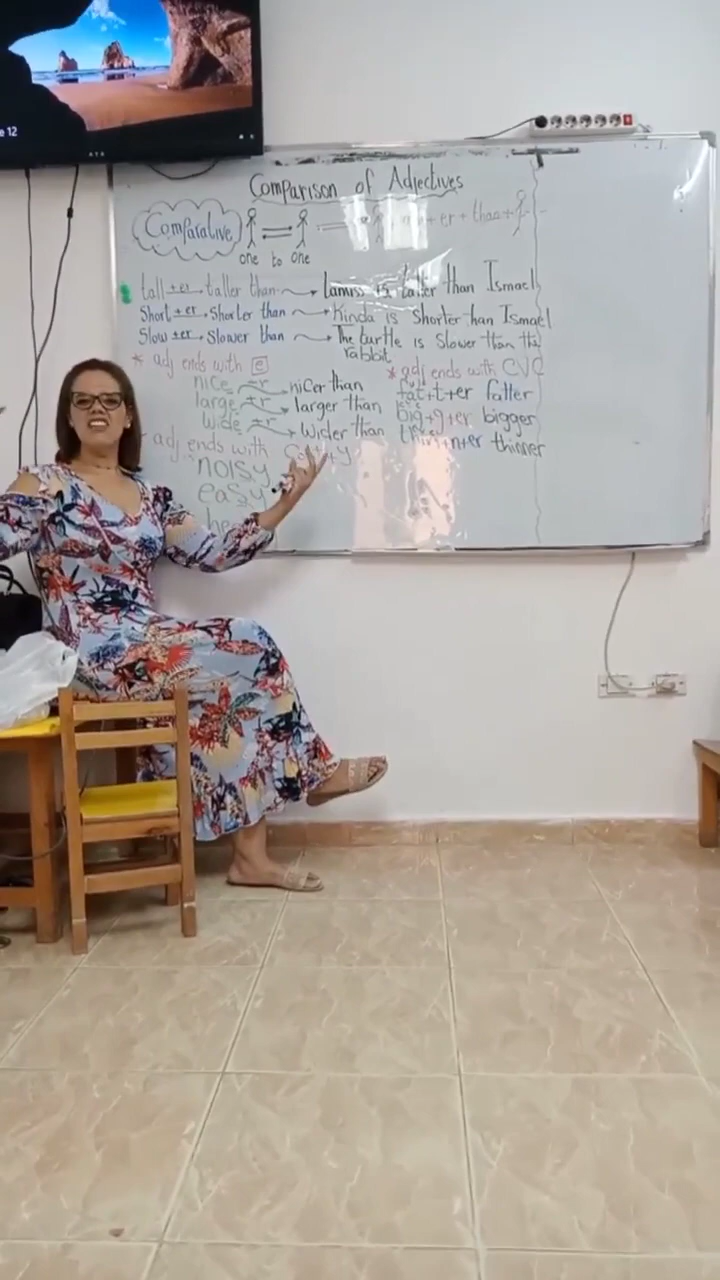 e 12
Comparison of Adjectives
Comparative + er + than +
one to one
tall +er taller than Lamiss is taller than Ismael
Short +er Shorter than Kinda is Shorter han Ismael
Slow +er Slower than The turtle is Slower than the
rabbit
* adj ends with e
nice +r nicer than
large +r larger than
wide +r wider than
* adj ends with CVC
fat+t+er fatter
big+g+er bigger
thin+n+er thinner
adj ends with
noisy
easy